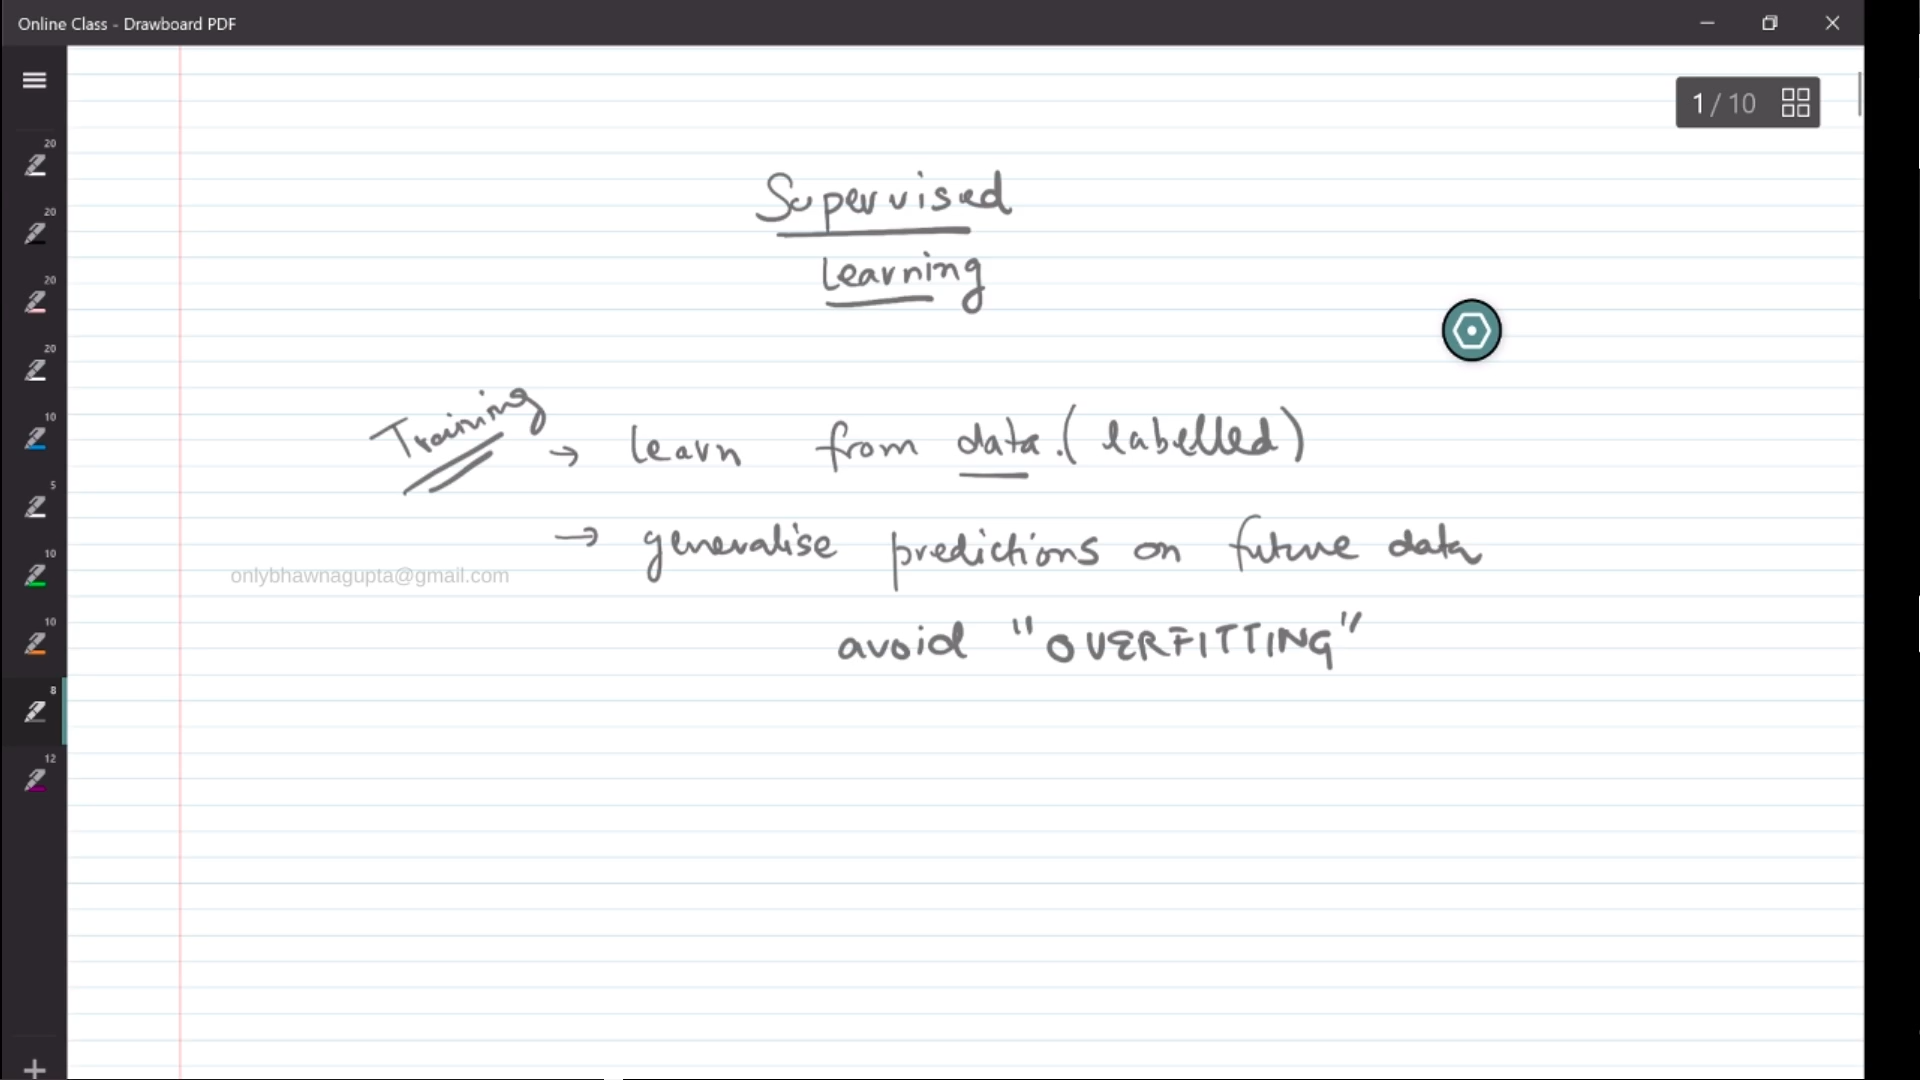 Online Class - Drawboard PDF
1 / 10
20
20
20
20
10
5
10
10
8
12
Supervised
Learning
Training → learn from data. (labelled)
→ generalise predictions on future data
onlybhawnagupta@gmail.com
avoid "OVERFITTING"